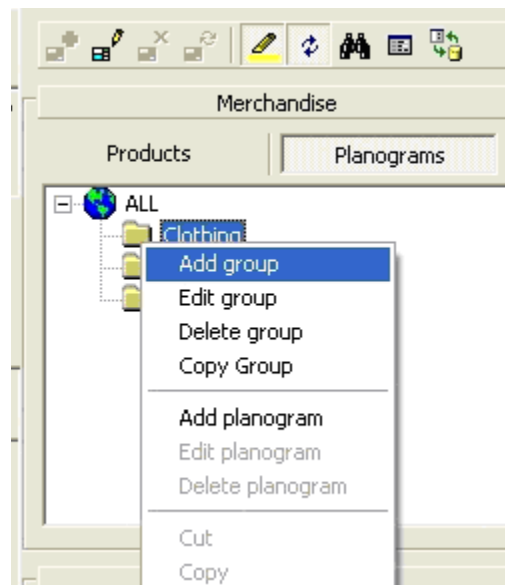 Merchandise
Products Planograms
ALL
Clothing
Add group
Edit group
Delete group
Copy Group
Add planogram
Edit planogram
Delete planogram
Cut
Copy